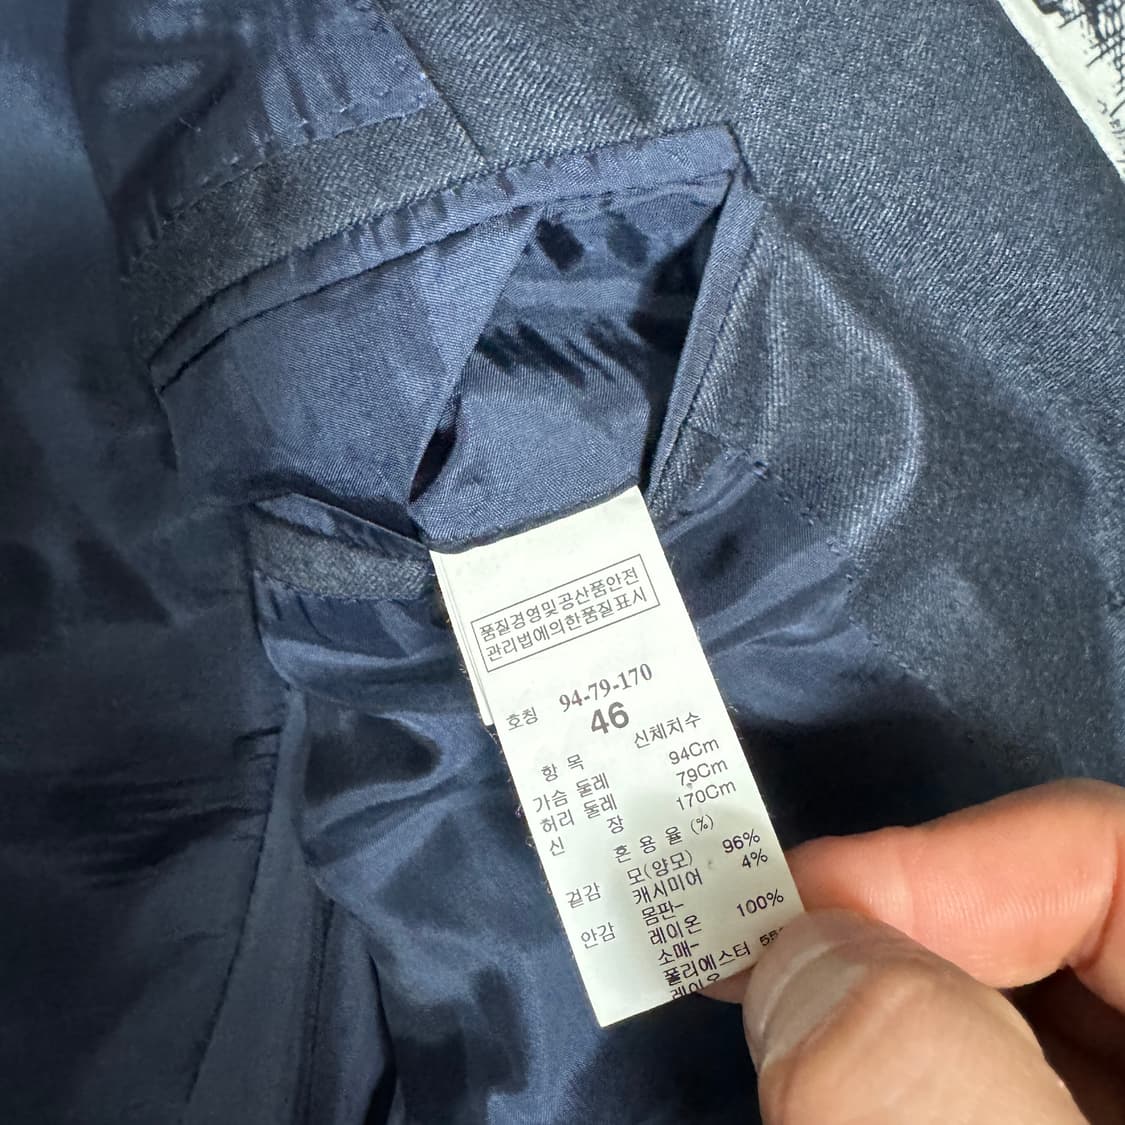 품질경영및공산품안전
관리법에의한품질표시
호칭 94-79-170
46
항 목 신체치수
가슴 둘레 94Cm
허리 둘레 79Cm
신 장 170Cm
혼 용 율 (%)
겉감 모(양모) 96%
캐시미어 4%
안감 몸판-
레이온 100%
소매-
폴리에스터
레이온